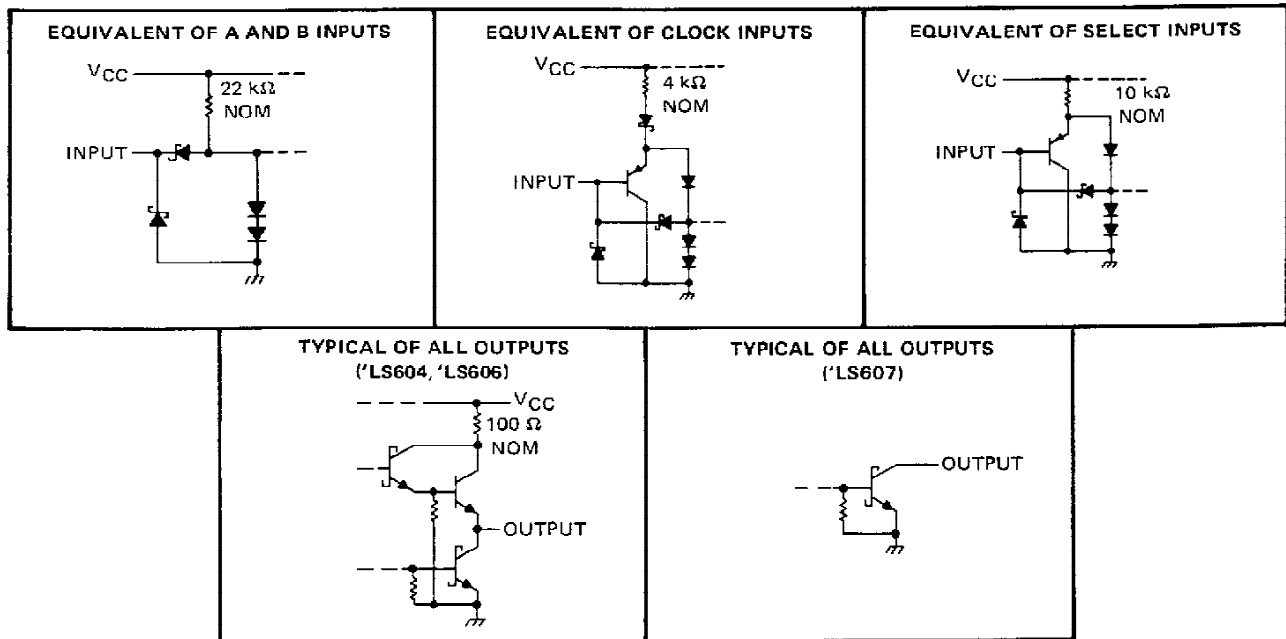 EQUIVALENT OF A AND B INPUTS
VCC
22 kΩ
NOM
INPUT
EQUIVALENT OF CLOCK INPUTS
VCC
4 kΩ
NOM
INPUT
EQUIVALENT OF SELECT INPUTS
VCC
10 kΩ
NOM
INPUT
TYPICAL OF ALL OUTPUTS
('LS604, 'LS606)
VCC
100 Ω
NOM
OUTPUT
TYPICAL OF ALL OUTPUTS
('LS607)
OUTPUT